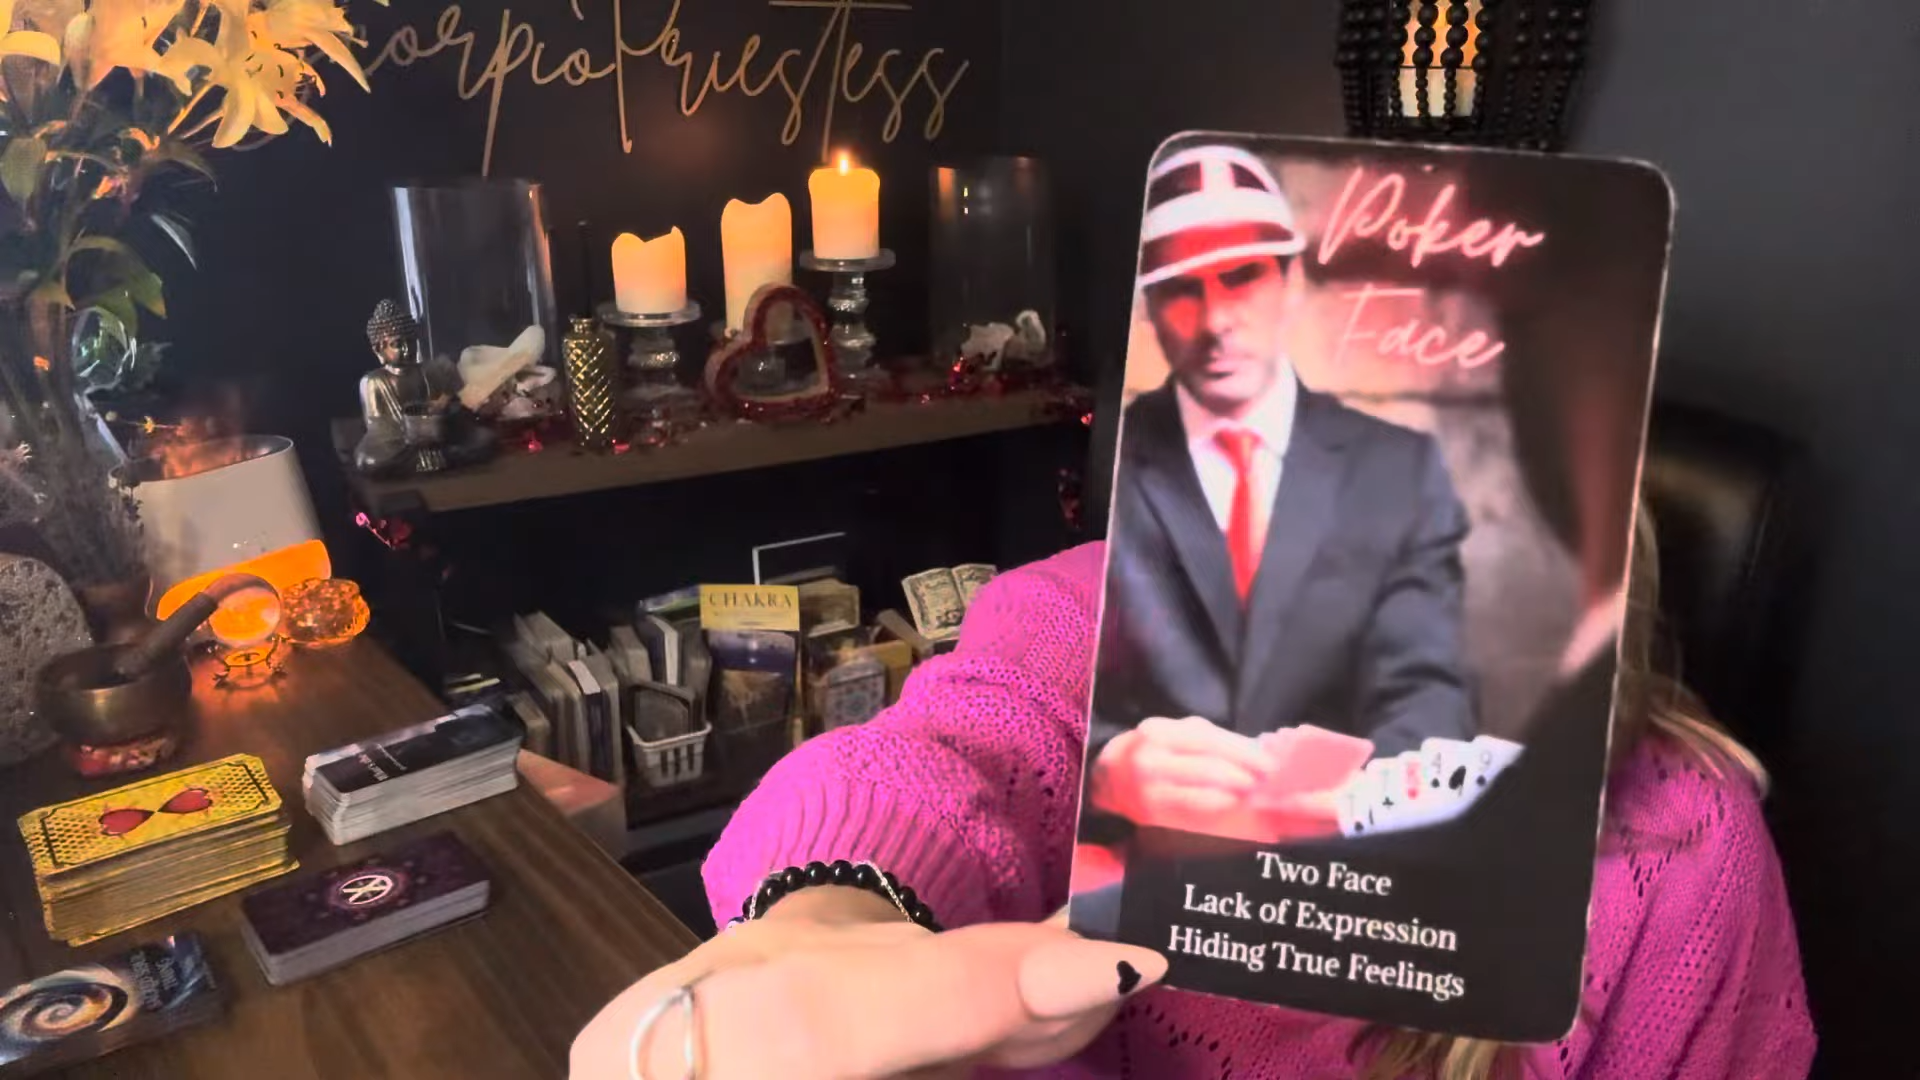 Poker
Face
CHAKRA
Two Face
Lack of Expression
Hiding True Feelings